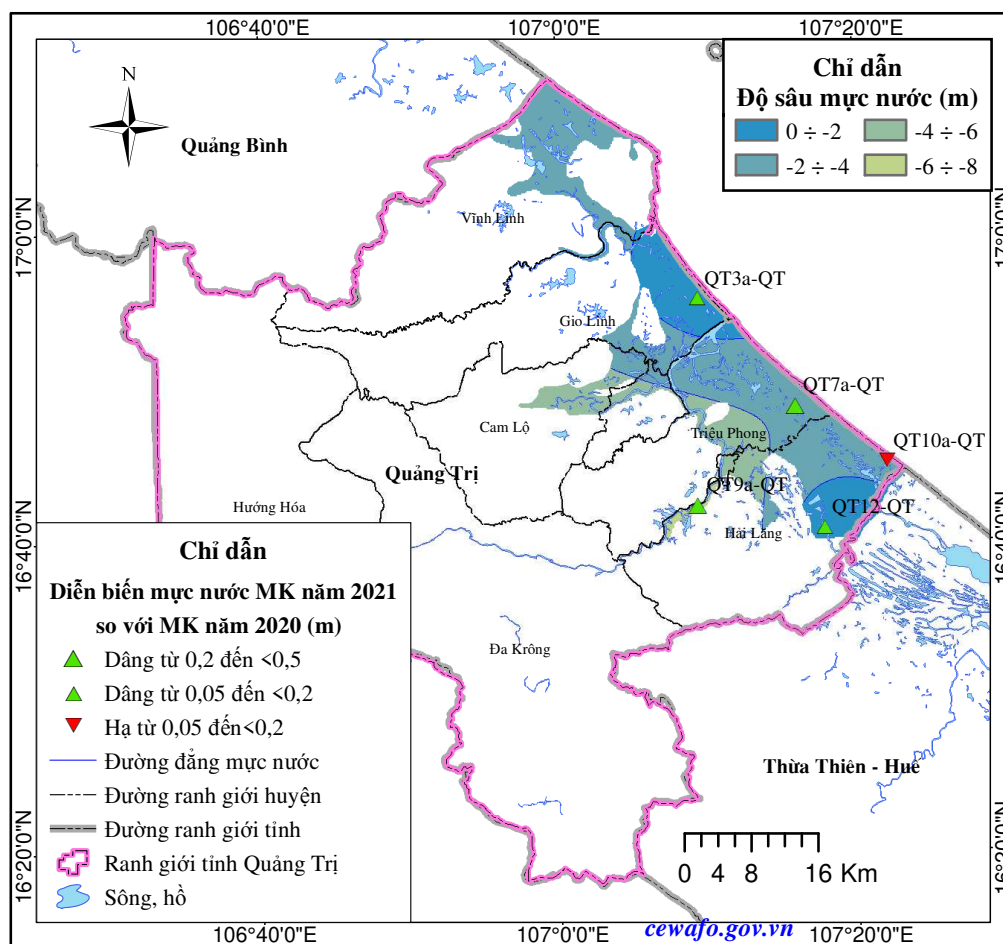 106°40'0"E
107°0'0"E
107°20'0"E
N
Chỉ dẫn
Độ sâu mực nước (m)
0 ÷ -2
-4 ÷ -6
-2 ÷ -4
-6 ÷ -8
Quảng Bình
Vĩnh Linh
17°0'0"N
17°0'0"N
QT3a-QT
Gio Linh
QT7a-QT
Cam Lộ
Triệu Phong
QT10a-QT
Quảng Trị
QT9a-QT
Hướng Hóa
QT12-QT
Hải Lăng
16°40'0"N
16°40'0"N
Chỉ dẫn
Diễn biến mực nước MK năm 2021
so với MK năm 2020 (m)
Dâng từ 0,2 đến <0,5
Dâng từ 0,05 đến <0,2
Hạ từ 0,05 đến<0,2
Đường đẳng mực nước
Đường ranh giới huyện
Đường ranh giới tỉnh
Ranh giới tỉnh Quảng Trị
Sông, hồ
Đa Krông
Thừa Thiên - Huế
0 4 8 16 Km
16°20'0"N
16°20'0"N
cewafo.gov.vn
106°40'0"E
107°0'0"E
107°20'0"E